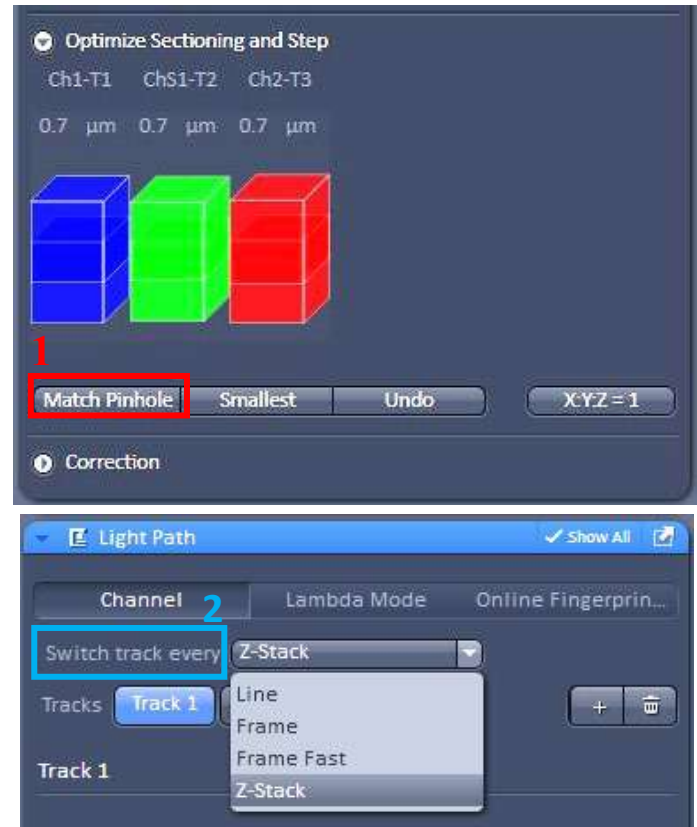 Optimize Sectioning and Step
Ch1-T1 ChS1-T2 Ch2-T3
0.7 µm 0.7 µm 0.7 µm
1
Match Pinhole Smallest Undo X:Y:Z = 1
Correction
Light Path Show All
Channel Lambda Mode Online Fingerprin...
2
Switch track every Z-Stack
Tracks Track 1 +
Line
Frame
Frame Fast
Track 1
Z-Stack